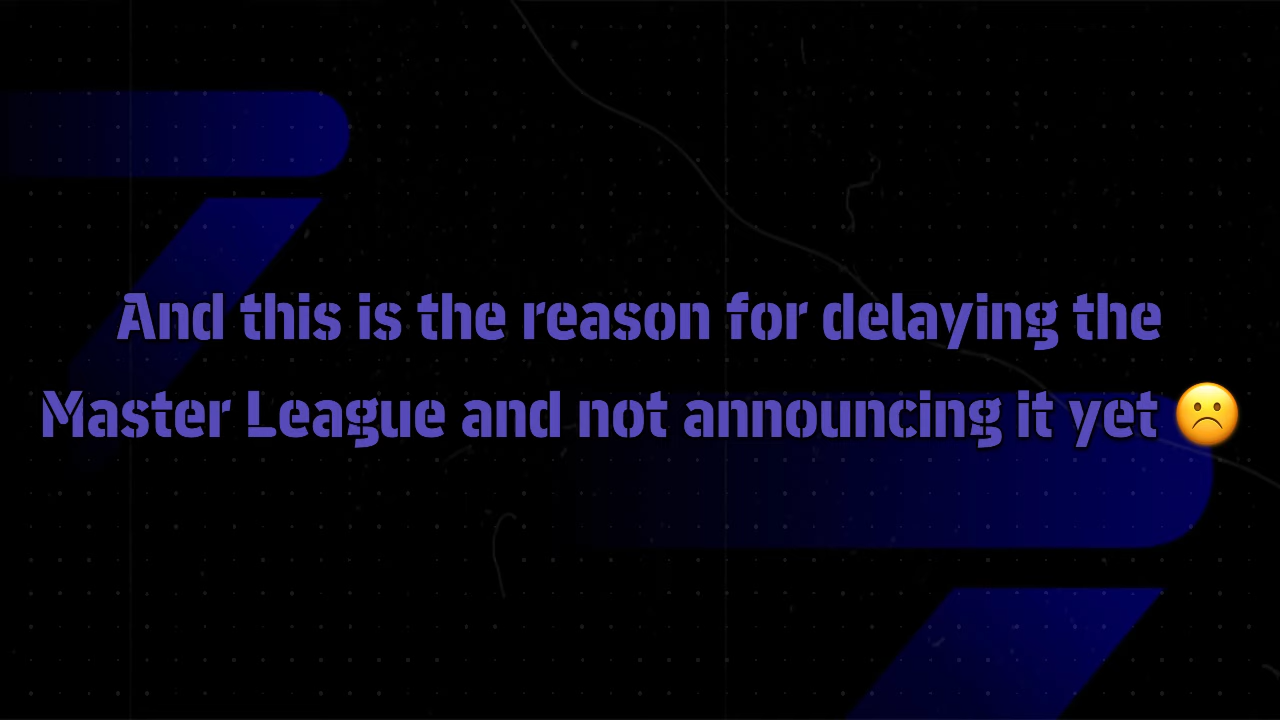 And this is the reason for delaying the
Master League and not announcing it yet ☹️